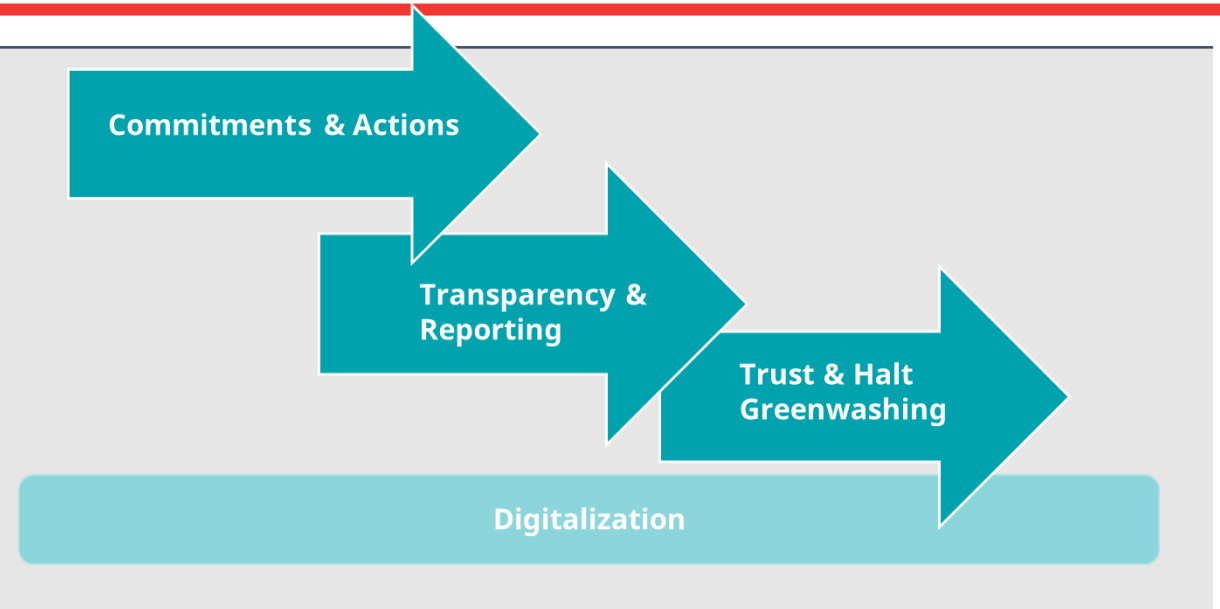 Commitments & Actions
Transparency &
Reporting
Trust & Halt
Greenwashing
Digitalization